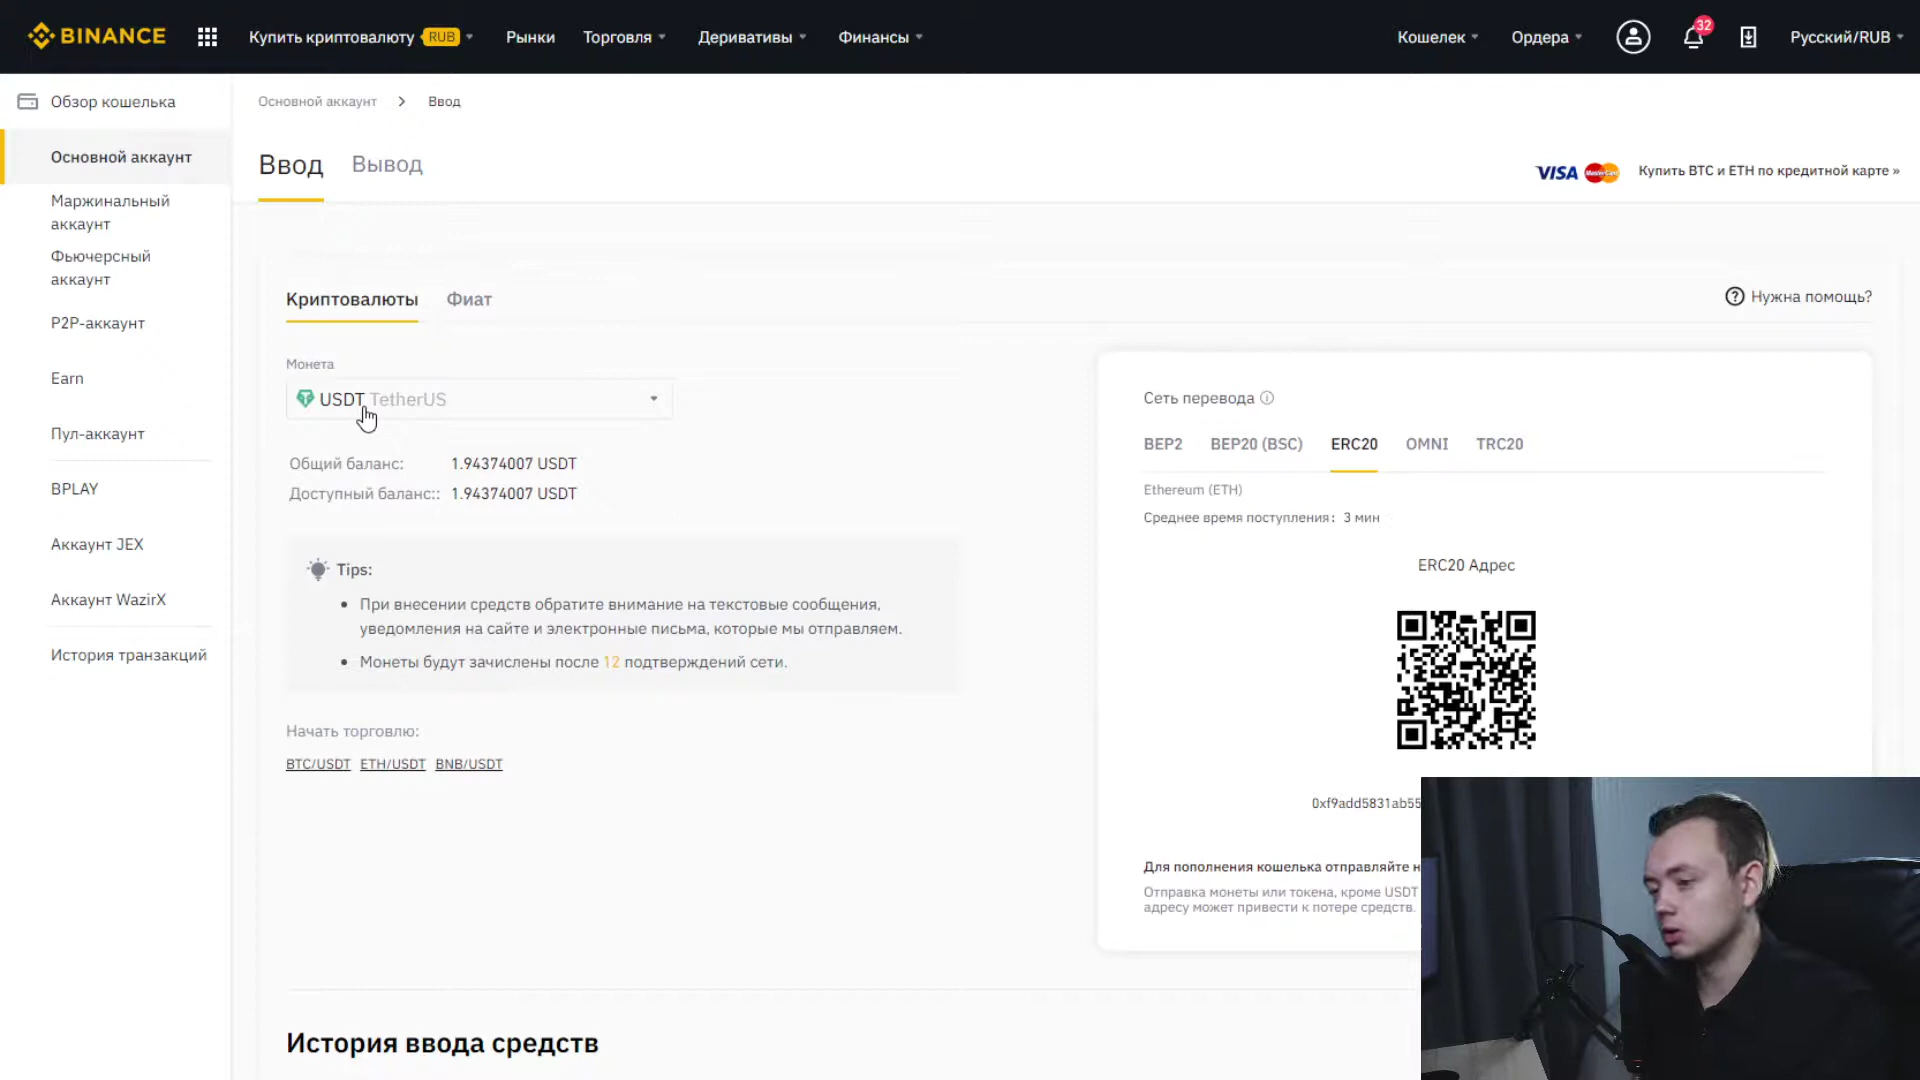 BINANCE
Купить криптовалюту RUB
Рынки
Торговля
Деривативы
Финансы
Кошелек
Ордера
32
Русский/RUB
Обзор кошелька
Основной аккаунт
Маржинальный
аккаунт
Фьючерсный
аккаунт
P2P-аккаунт
Earn
Пул-аккаунт
BPLAY
Аккаунт JEX
Аккаунт WazirX
История транзакций
Основной аккаунт > Ввод
Ввод
Вывод
VISA MasterCard Купить BTC и ETH по кредитной карте »
Криптовалюты
Фиат
? Нужна помощь?
Монета
USDT TetherUS
Общий баланс: 1.94374007 USDT
Доступный баланс:: 1.94374007 USDT
Tips:
• При внесении средств обратите внимание на текстовые сообщения,
уведомления на сайте и электронные письма, которые мы отправляем.
• Монеты будут зачислены после 12 подтверждений сети.
Начать торговлю:
BTC/USDT ETH/USDT BNB/USDT
Сеть перевода
BEP2 BEP20 (BSC) ERC20 OMNI TRC20
Ethereum (ETH)
Среднее время поступления: 3 мин
ERC20 Адрес
0xf9add5831ab55
Для пополнения кошелька отправляйте н
Отправка монеты или токена, кроме USDT
адресу может привести к потере средств.
История ввода средств